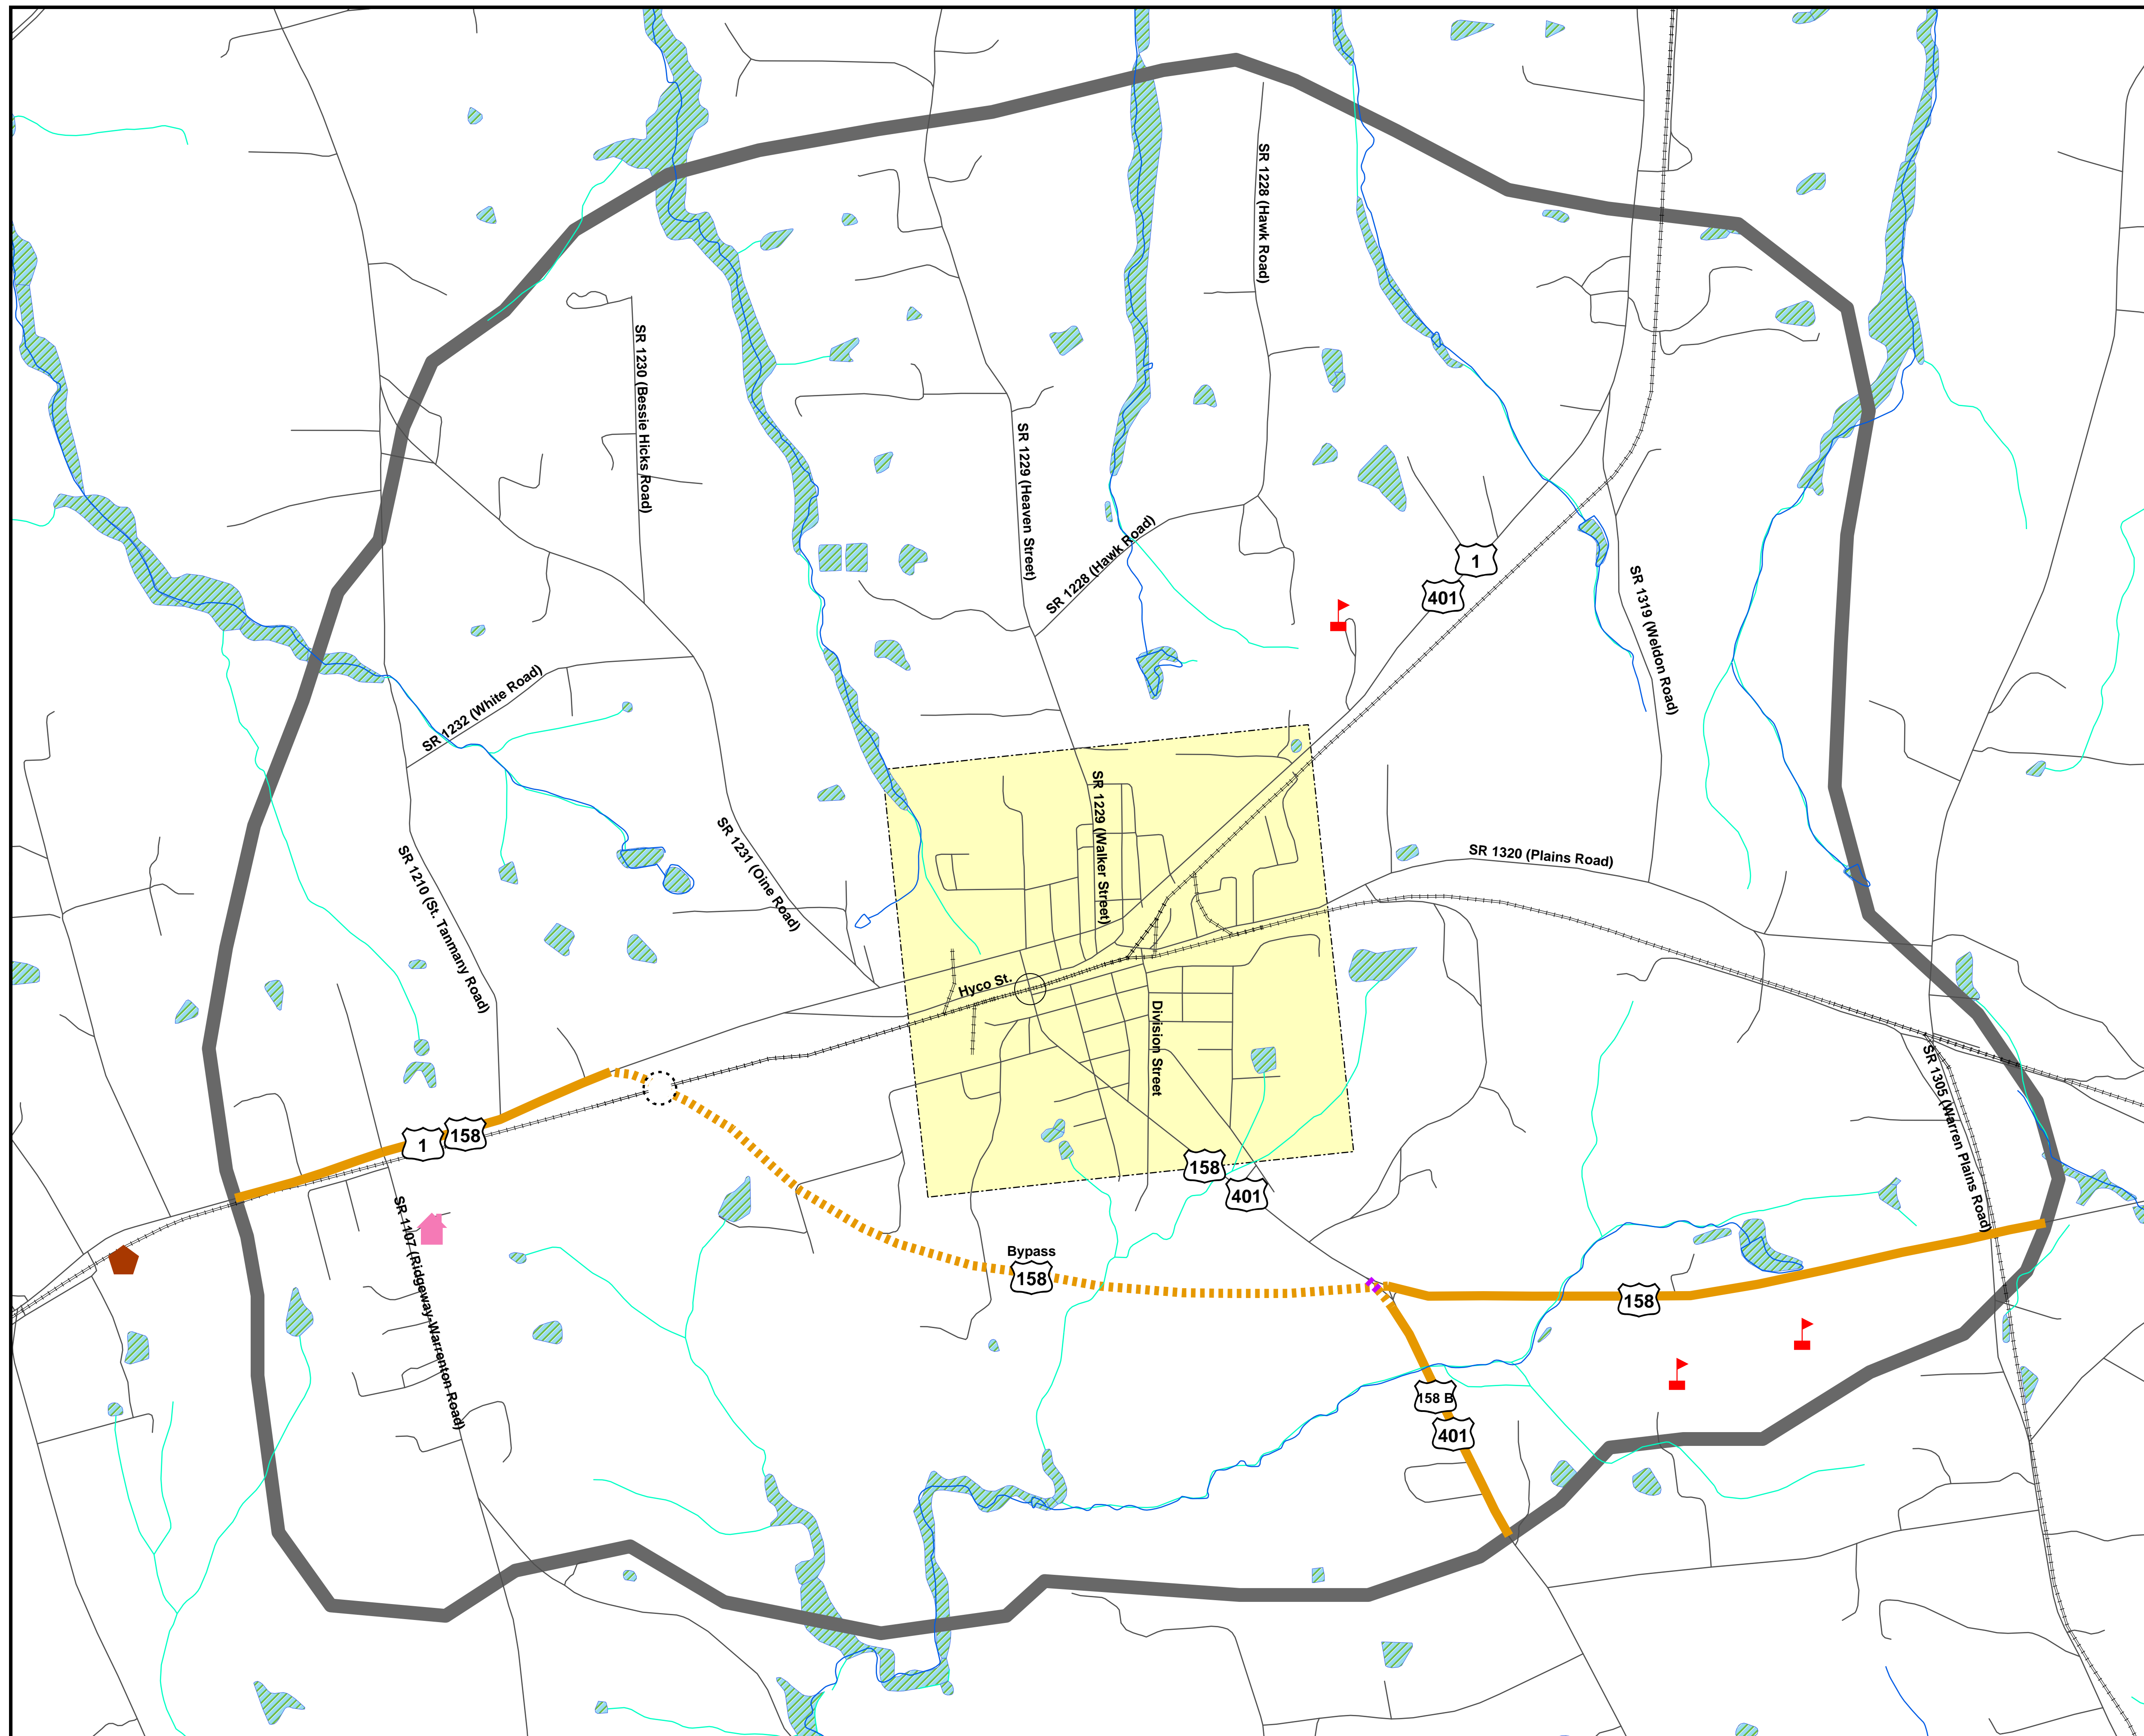 SR 1228 (Hawk Road)
SR 1230 (Bessie Hicks Road)
SR 1229 (Heaven Street)
SR 1228 (Hawk Road)
1
401
SR 1319 (Weldon Road)
SR 1232 (White Road)
SR 1229 (Walker Street)
SR 1231 (Oine Road)
SR 1210 (St. Tanmany Road)
SR 1320 (Plains Road)
Hyco St.
Division Street
SR 1305 (Warren Plains Road)
1
158
158
401
SR 1107 (Ridgeway-Warrenton Road)
Bypass
158
158
158 B
401